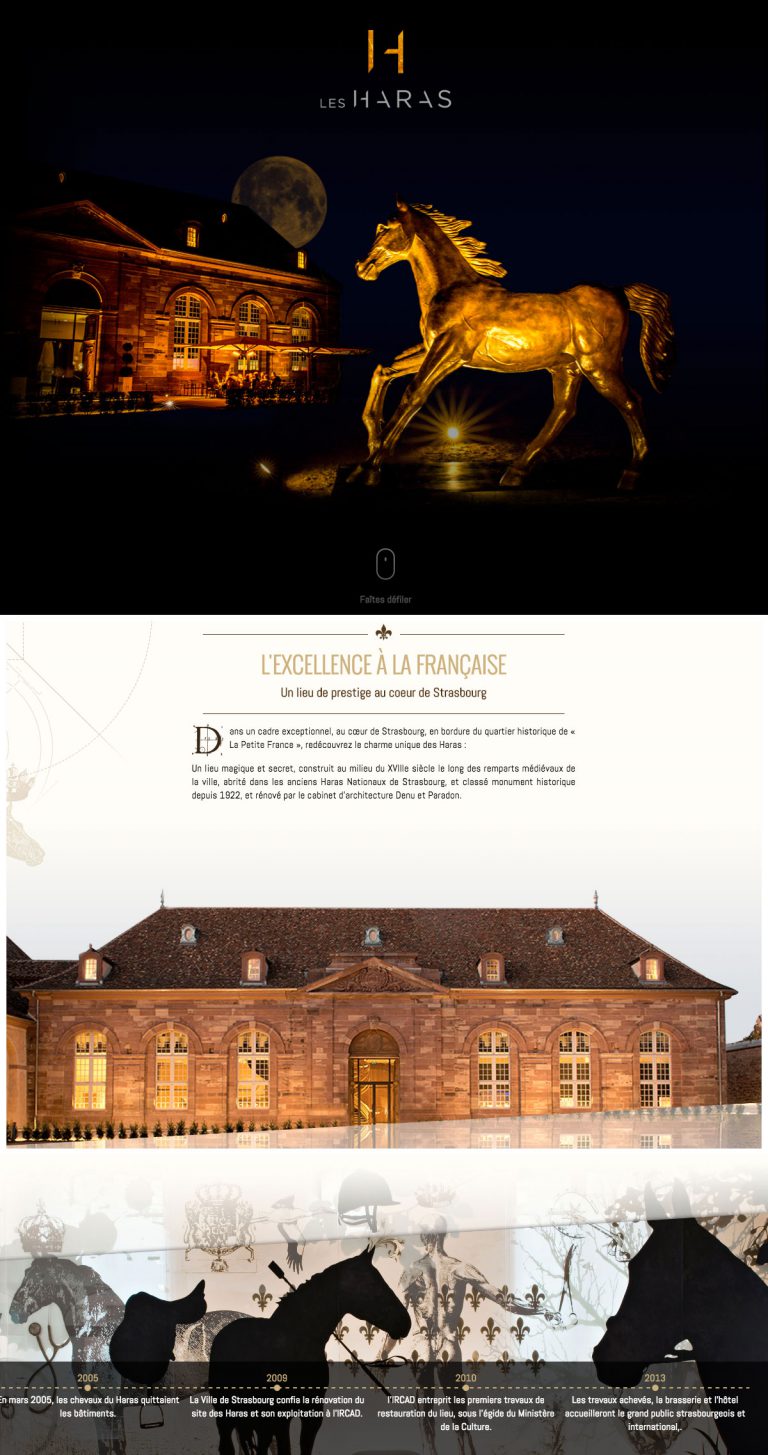 LES HARAS
Faîtes défiler
L'EXCELLENCE À LA FRANÇAISE
Un lieu de prestige au coeur de Strasbourg
Dans un cadre exceptionnel, au cœur de Strasbourg, en bordure du quartier historique de «
La Petite France », redécouvrez le charme unique des Haras :
Un lieu magique et secret, construit au milieu du XVIIIe siècle le long des remparts médiévaux de
la ville, abrité dans les anciens Haras Nationaux de Strasbourg, et classé monument historique
depuis 1922, et rénové par le cabinet d'architecture Denu et Paradon.
2005
En mars 2005, les chevaux du Haras quittaient
les bâtiments.
2009
La Ville de Strasbourg confia la rénovation du
site des Haras et son exploitation à l'IRCAD.
2010
l'IRCAD entreprit les premiers travaux de
restauration du lieu, sous l'égide du Ministère
de la Culture.
2013
Les travaux achevés, la brasserie et l'hôtel
accueilleront le grand public strasbourgeois et
international,.